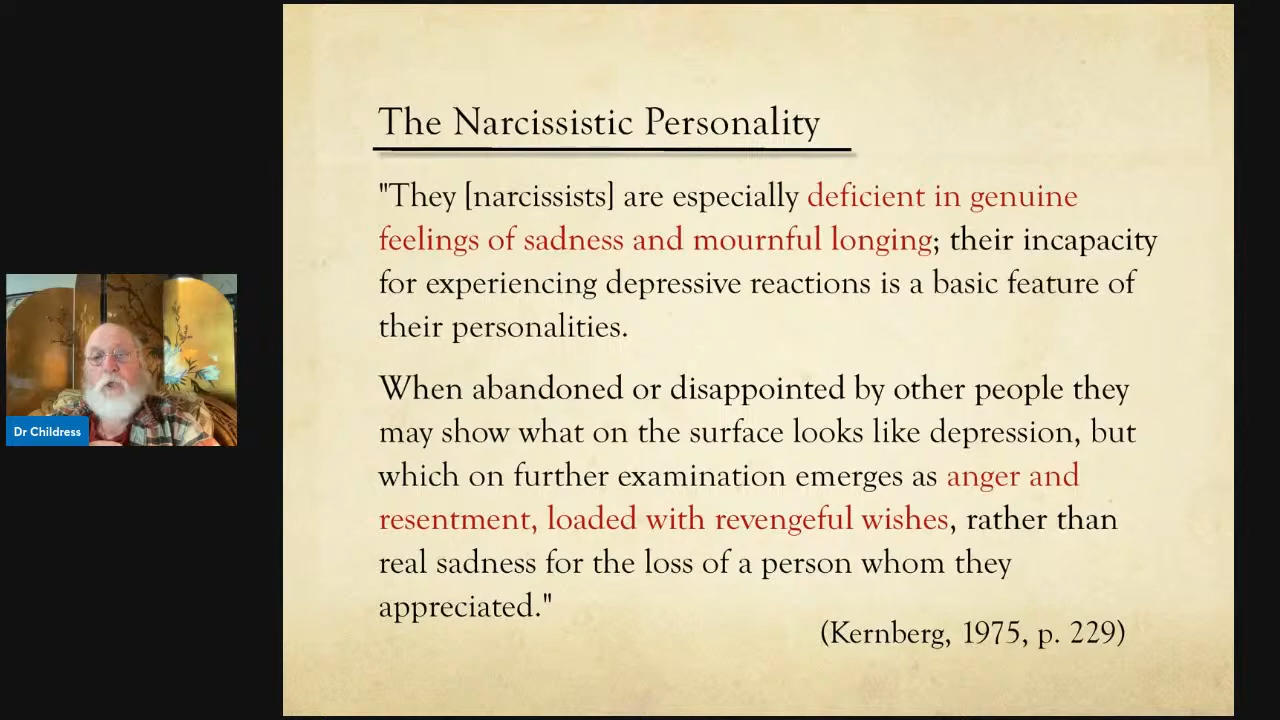 The Narcissistic Personality
"They [narcissists] are especially deficient in genuine
feelings of sadness and mournful longing; their incapacity
for experiencing depressive reactions is a basic feature of
their personalities.
When abandoned or disappointed by other people they
may show what on the surface looks like depression, but
which on further examination emerges as anger and
resentment, loaded with revengeful wishes, rather than
real sadness for the loss of a person whom they
appreciated."
(Kernberg, 1975, p. 229)
Dr Childress